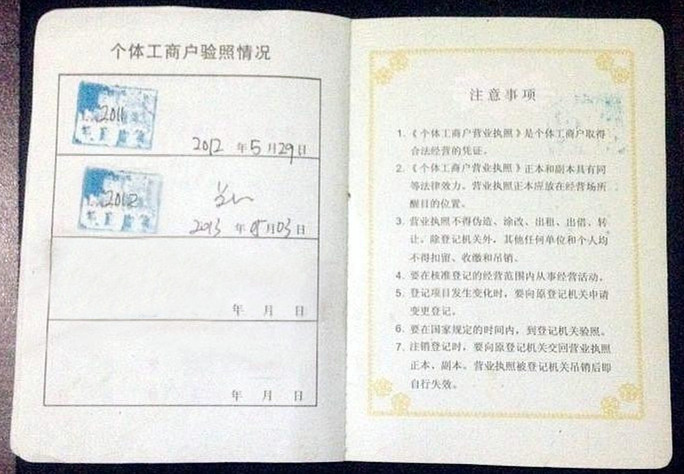 个体工商户验照情况
2011
2012 年 5 月 29 日
2012
2013 年 05 月 03 日
年 月 日
年 月 日
注意事项
1. 《个体工商户营业执照》是个体工商户取得
合法经营的凭证。
2. 《个体工商户营业执照》正本和副本具有同
等法律效力。营业执照正本应放在经营场所
醒目的位置。
3. 营业执照不得伪造、涂改、出租、出借、转
让。除登记机关外，其他任何单位和个人均
不得扣留、收缴和吊销。
4. 要在核准登记的经营范围内从事经营活动。
5. 登记项目发生变化时，要向原登记机关申请
变更登记。
6. 要在国家规定的时间内，到登记机关验照。
7. 注销登记时，要向原登记机关交回营业执照
正本、副本。营业执照被登记机关吊销后即
自行失效。